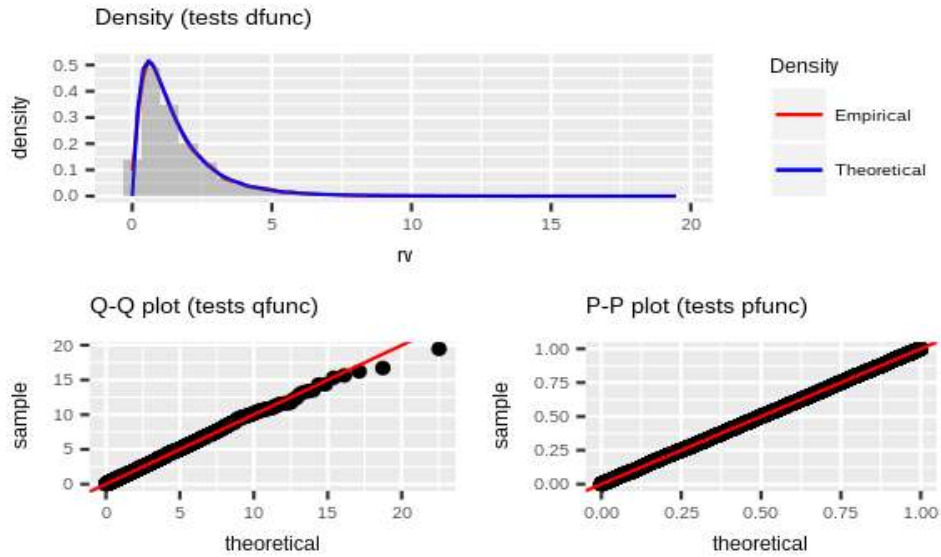 Density (tests dfunc)
0.5
0.4
0.3
0.2
0.1
0.0
density
0
5
10
15
20
rv
Density
Empirical
Theoretical
Q-Q plot (tests qfunc)
20
15
10
5
0
sample
0
5
10
15
20
theoretical
P-P plot (tests pfunc)
1.00
0.75
0.50
0.25
0.00
sample
0.00
0.25
0.50
0.75
1.00
theoretical